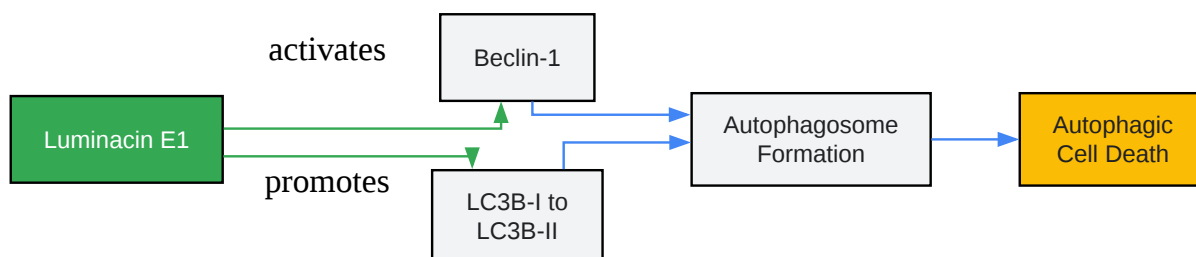 activates
Beclin-1
Luminacin E1
promotes
LC3B-I to
LC3B-II
Autophagosome
Formation
Autophagic
Cell Death